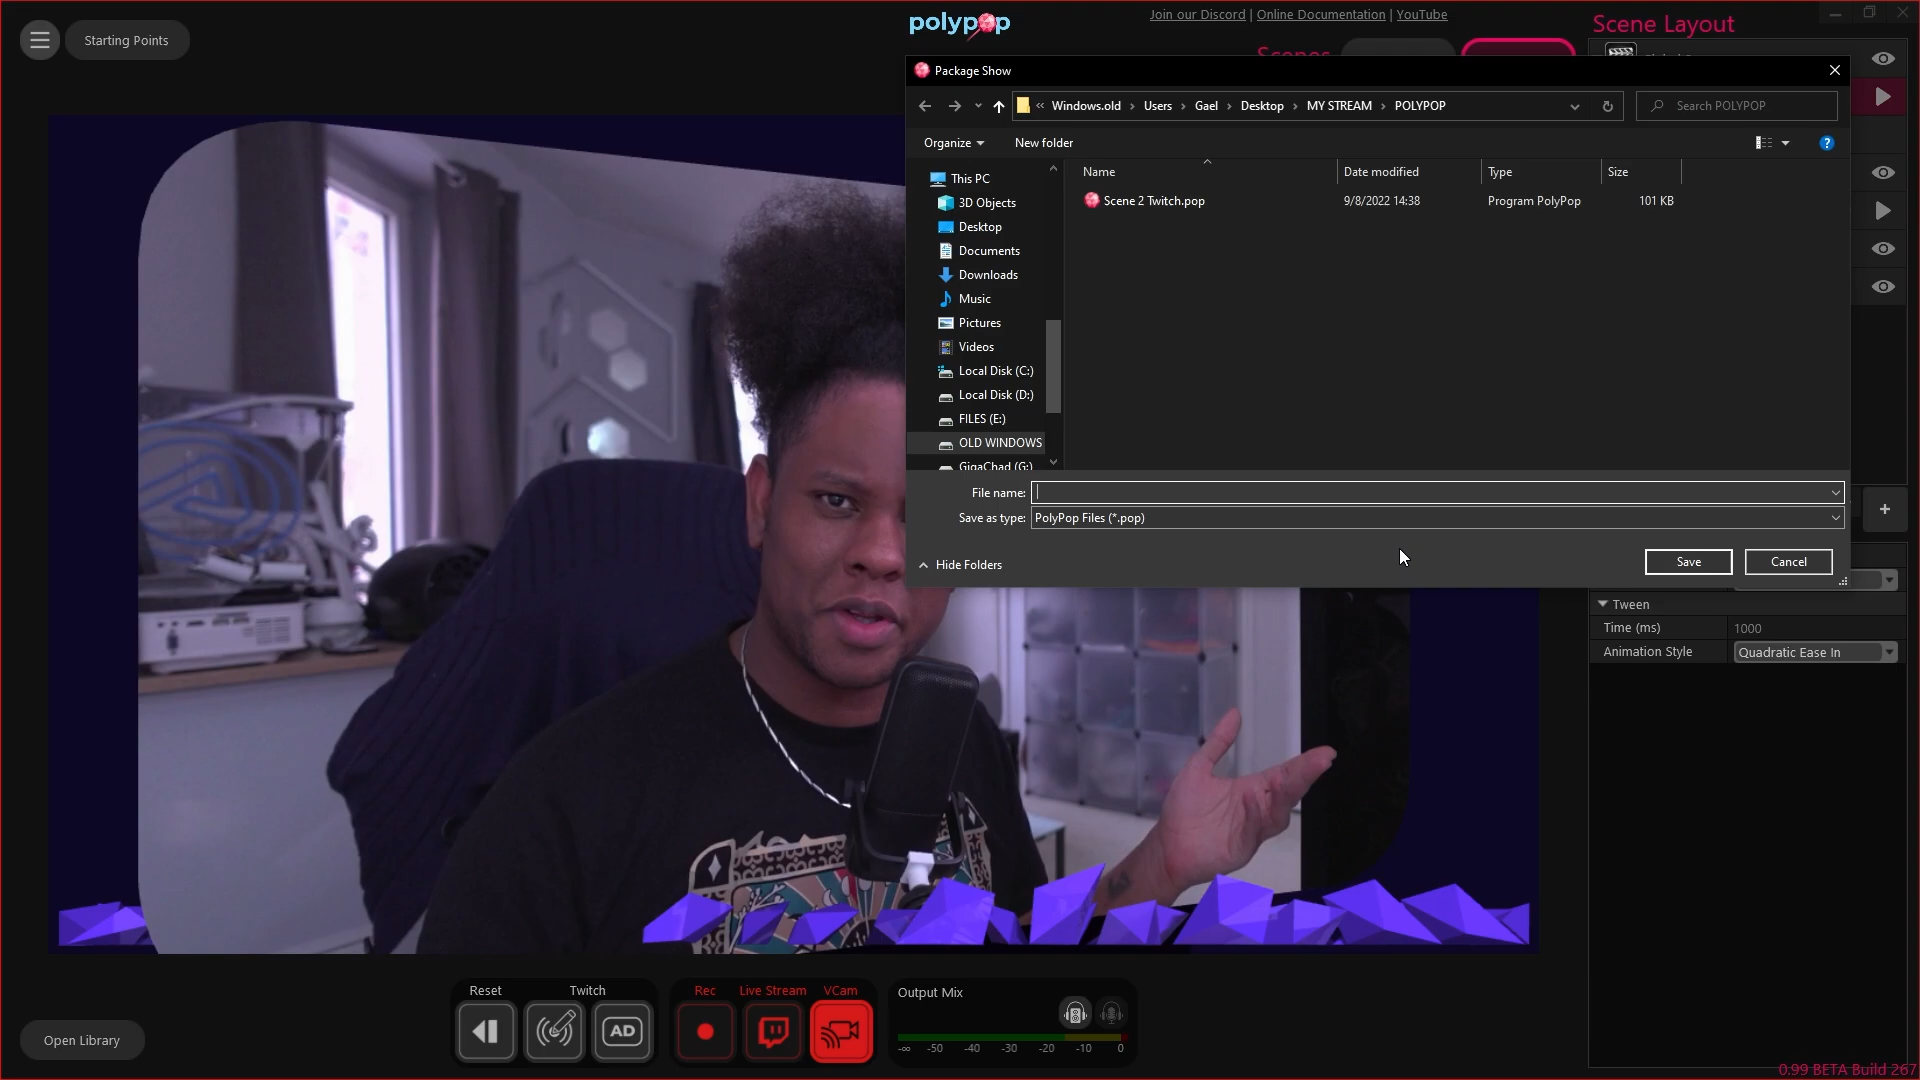 Starting Points
polypop
Join our Discord | Online Documentation | YouTube
Scene Layout
Scenes
Package Show
« Windows.old › Users › Gael › Desktop › MY STREAM › POLYPOP
Search POLYPOP
Organize
New folder
Name
Date modified
Type
Size
This PC
3D Objects
Desktop
Documents
Downloads
Music
Pictures
Videos
Local Disk (C:)
Local Disk (D:)
FILES (E:)
OLD WINDOWS
GigaChad (G:)
Scene 2 Twitch.pop
9/8/2022 14:38
Program PolyPop
101 KB
File name:
Save as type:
PolyPop Files (*.pop)
Hide Folders
Save
Cancel
Tween
Time (ms)
1000
Animation Style
Quadratic Ease In
Reset
Twitch
AD
Rec
Live Stream
VCam
Output Mix
-∞ -50 -40 -30 -20 -10 0
Open Library
0.99 BETA Build 267